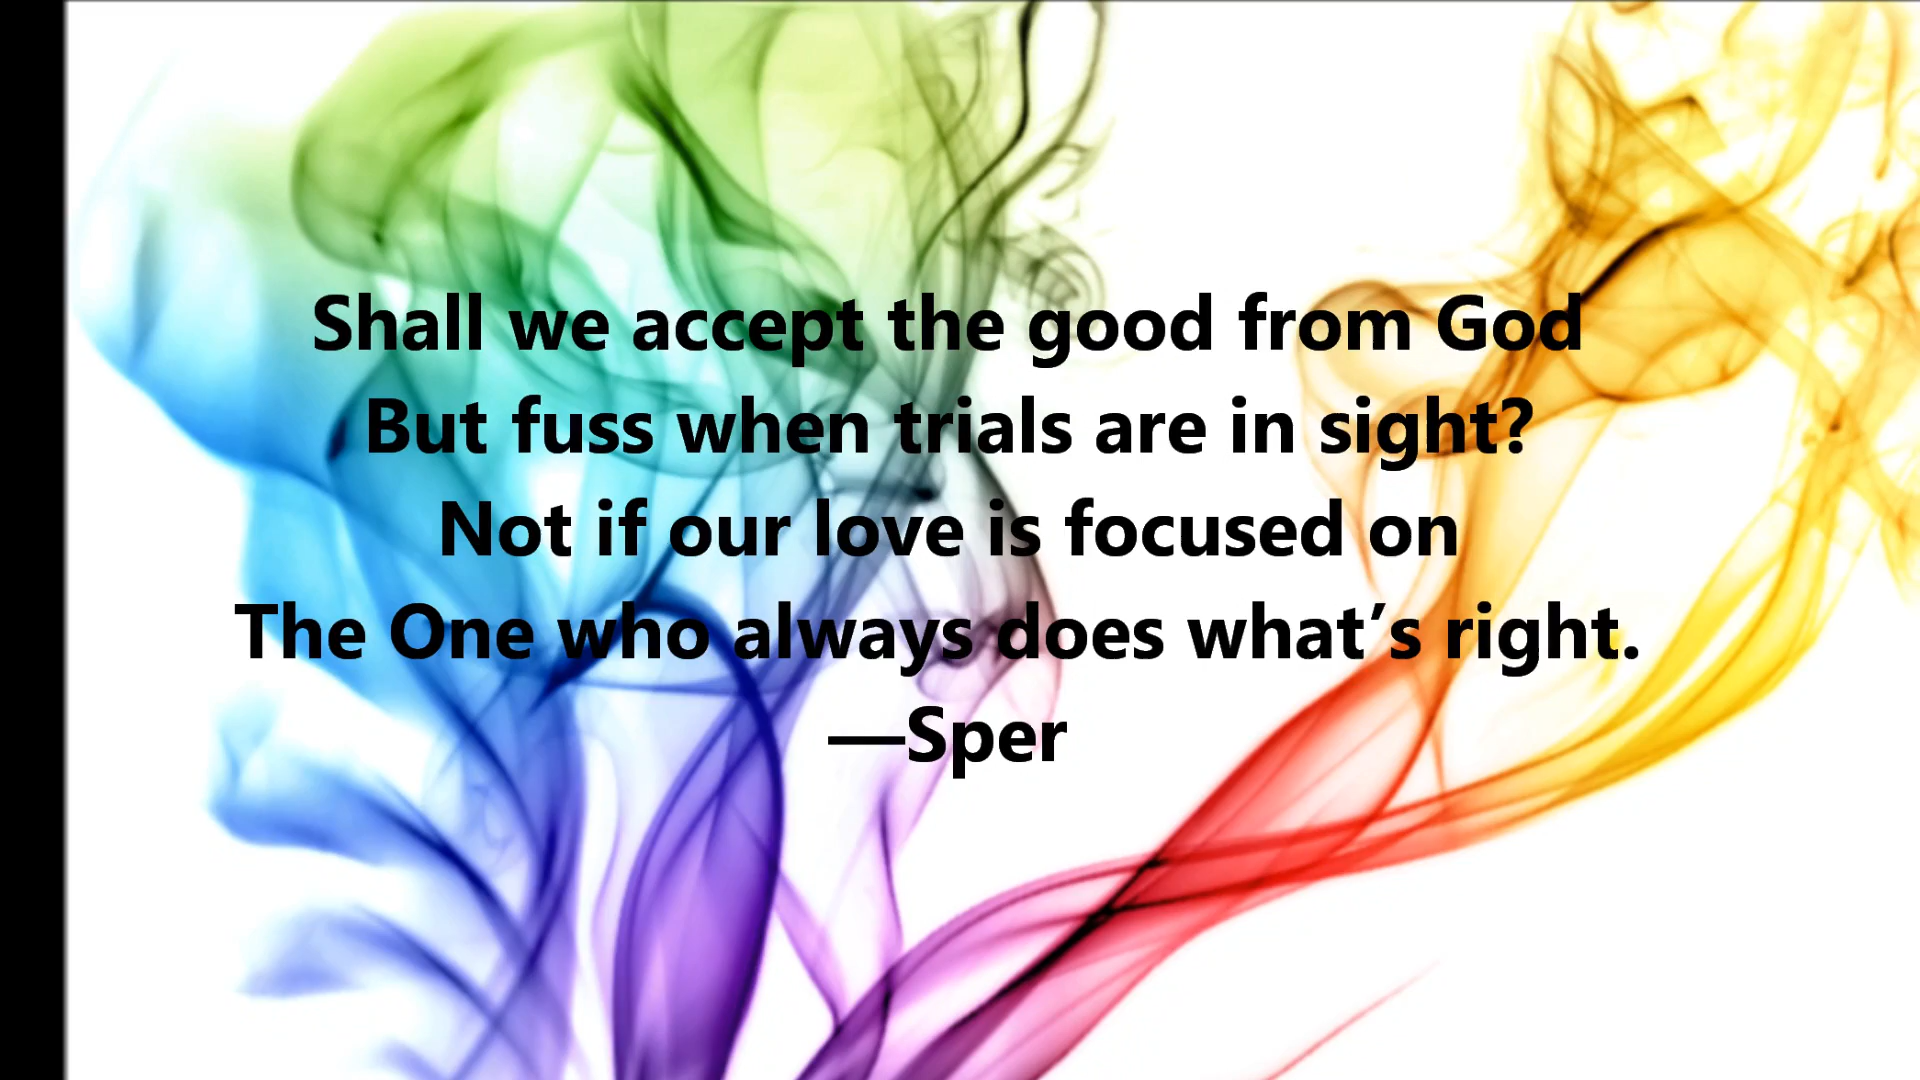 Shall we accept the good from God
But fuss when trials are in sight?
Not if our love is focused on
The One who always does what’s right.
—Sper